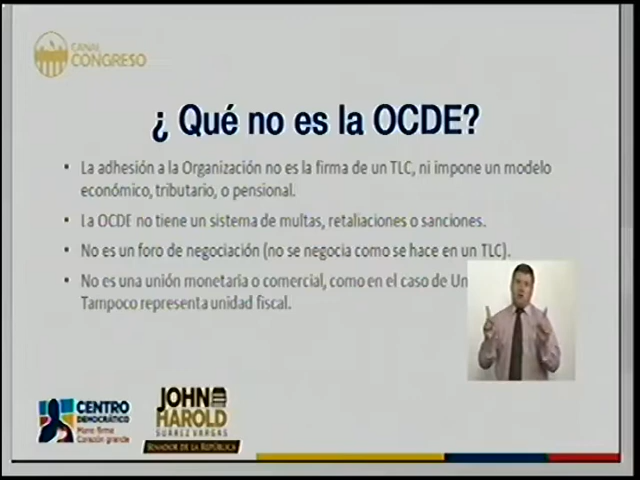 CANAL
CONGRESO
¿ Qué no es la OCDE?
• La adhesión a la Organización no es la firma de un TLC, ni impone un modelo
económico, tributario, o pensional.
• La OCDE no tiene un sistema de multas, retaliaciones o sanciones.
• No es un foro de negociación (no se negocia como se hace en un TLC).
• No es una unión monetaria o comercial, como en el caso de Un
Tampoco representa unidad fiscal.
CENTRO
DEMOCRÁTICO
Mano firme
Corazón grande
JOHN
HAROLD
SUÁREZ VARGAS
SENADOR DE LA REPÚBLICA